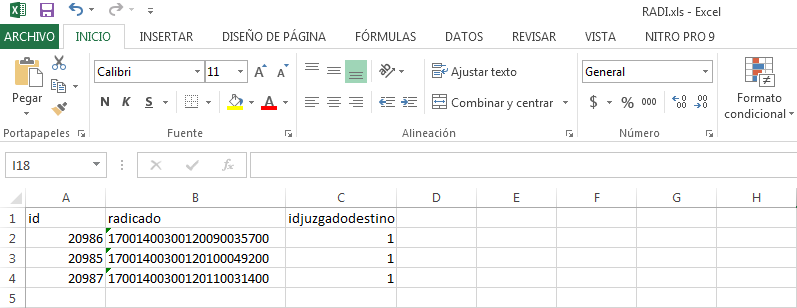 RADI.xls - Excel
ARCHIVO INICIO INSERTAR DISEÑO DE PÁGINA FÓRMULAS DATOS REVISAR VISTA NITRO PRO 9
Pegar
Calibri 11 A A
N K S A
Ajustar texto
Combinar y centrar
General
$ % 000 ,0 ,00 ,00 ,0
Formato
condicional
Portapapeles Fuente Alineación Número
I18 fx
A B C D E F G H
1 id radicado idjuzgadodestino
2 20986 17001400300120090035700 1
3 20985 17001400300120100049200 1
4 20987 17001400300120110031400 1
5